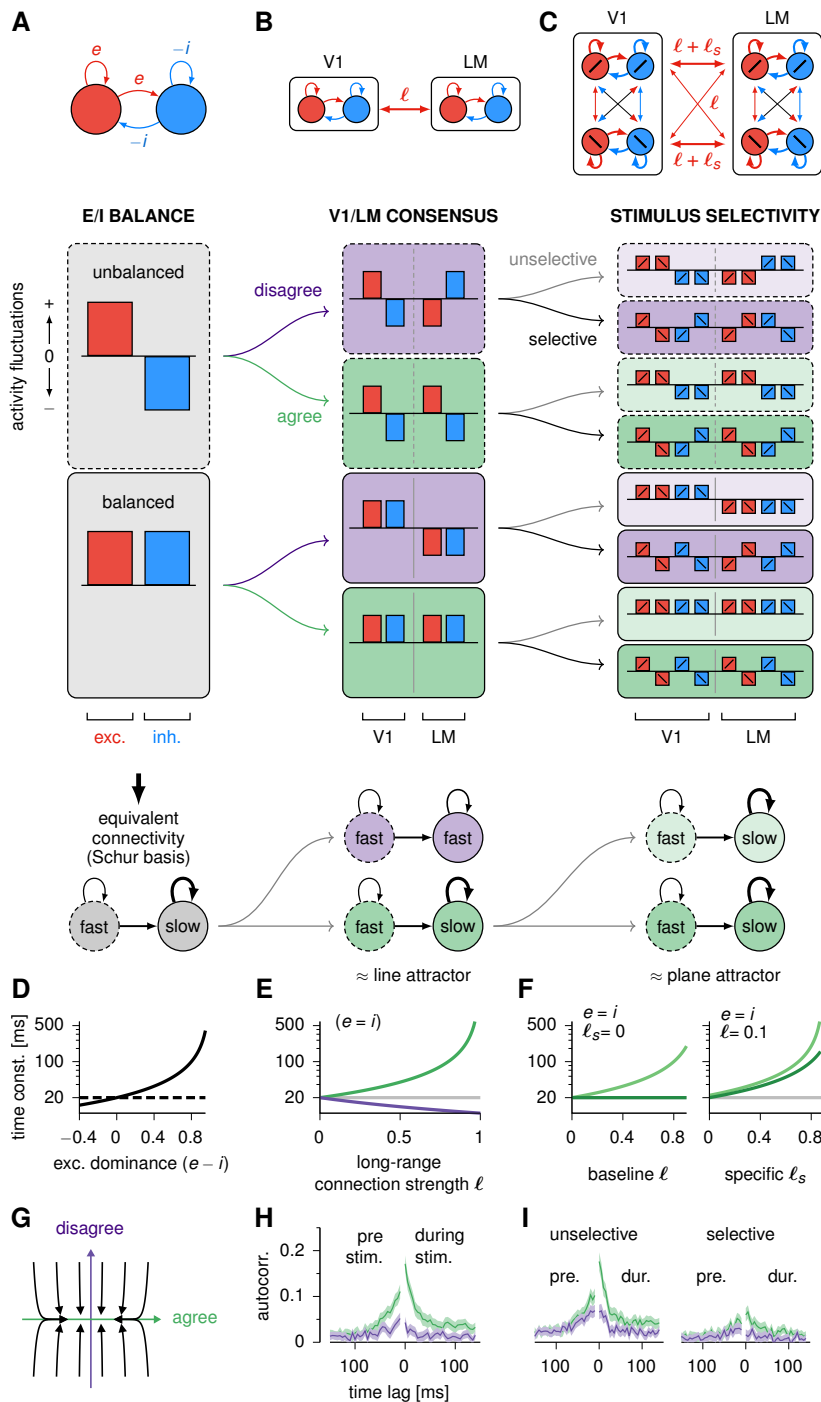 A
e
−i
e
−i
B
V1
LM
ℓ
C
V1
LM
ℓ + ℓs
ℓ
ℓ + ℓs
E/I BALANCE
V1/LM CONSENSUS
STIMULUS SELECTIVITY
activity fluctuations
+
0
−
unbalanced
balanced
disagree
agree
unselective
selective
exc.
inh.
V1
LM
V1
LM
equivalent
connectivity
(Schur basis)
fast
slow
fast
fast
fast
slow
≈ line attractor
fast
slow
fast
slow
≈ plane attractor
D
time const. [ms]
500
100
20
−0.4
0
0.4
0.8
exc. dominance (e − i)
E
(e = i)
500
100
20
0
0.5
1
long-range
connection strength ℓ
F
e = i
ℓs= 0
500
100
20
0
0.4
0.8
baseline ℓ
e = i
ℓ= 0.1
0
0.4
0.8
specific ℓs
G
disagree
agree
H
autocorr.
0.2
0.1
0
pre
stim.
during
stim.
100
0
100
time lag [ms]
I
unselective
pre.
dur.
100
0
100
selective
pre.
dur.
100
0
100